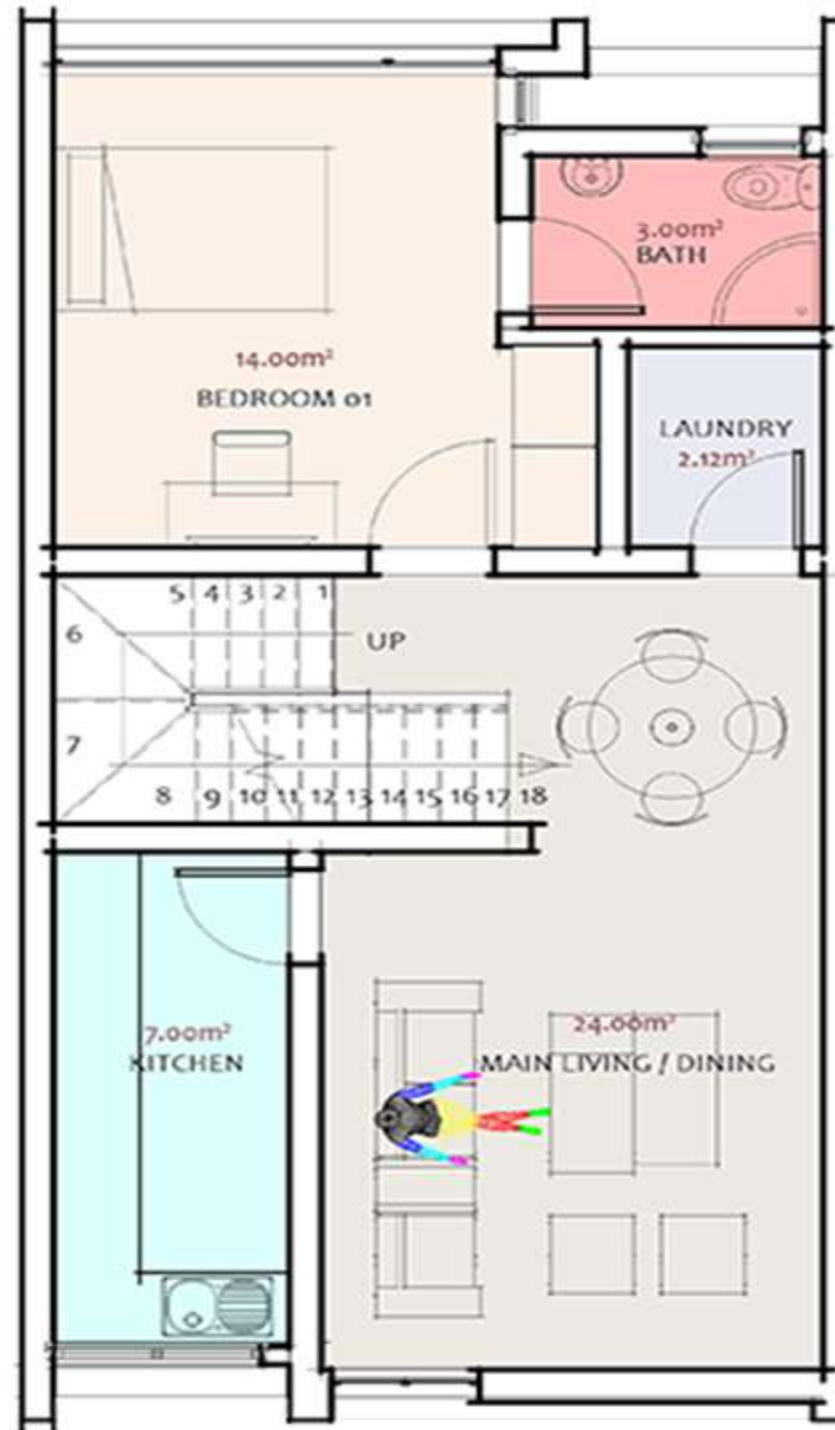 3.00m²
BATH
14.00m²
BEDROOM 01
LAUNDRY
2.12m²
5 4 3 2 1
6
UP
7
8 9 10 11 12 13 14 15 16 17 18
7.00m²
KITCHEN
24.00m²
MAIN LIVING / DINING